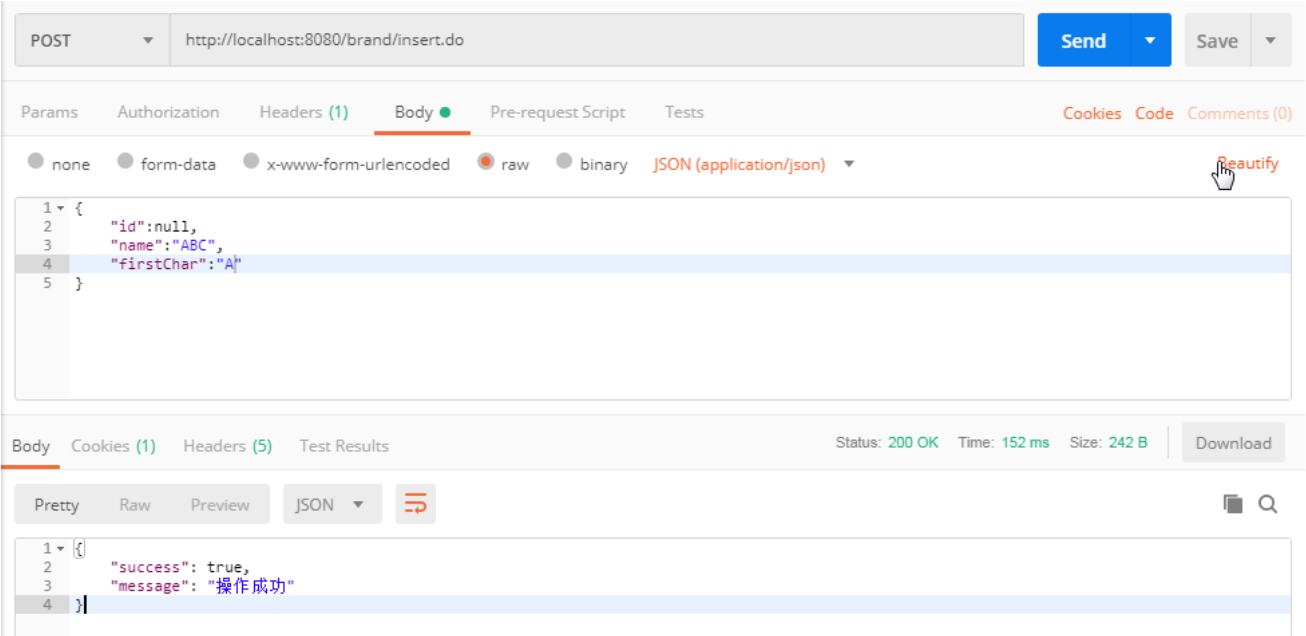 POST http://localhost:8080/brand/insert.do Send Save
Params Authorization Headers (1) Body Pre-request Script Tests Cookies Code Comments (0)
none form-data x-www-form-urlencoded raw binary JSON (application/json) Beautify
1 {
2 "id":null,
3 "name":"ABC",
4 "firstChar":"A"
5 }
Body Cookies (1) Headers (5) Test Results Status: 200 OK Time: 152 ms Size: 242 B Download
Pretty Raw Preview JSON
1 {
2 "success": true,
3 "message": "操作成功"
4 }